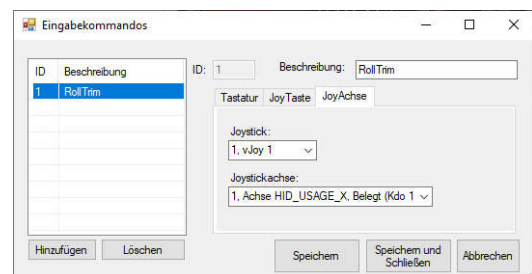 Eingabekommandos
ID Beschreibung
1 RollTrim
ID: 1 Beschreibung: RollTrim
Tastatur JoyTaste JoyAchse
Joystick:
1, vJoy 1
Joystickachse:
1, Achse HID_USAGE_X, Belegt (Kdo 1
Hinzufügen Löschen
Speichern
Speichern und
Schließen
Abbrechen